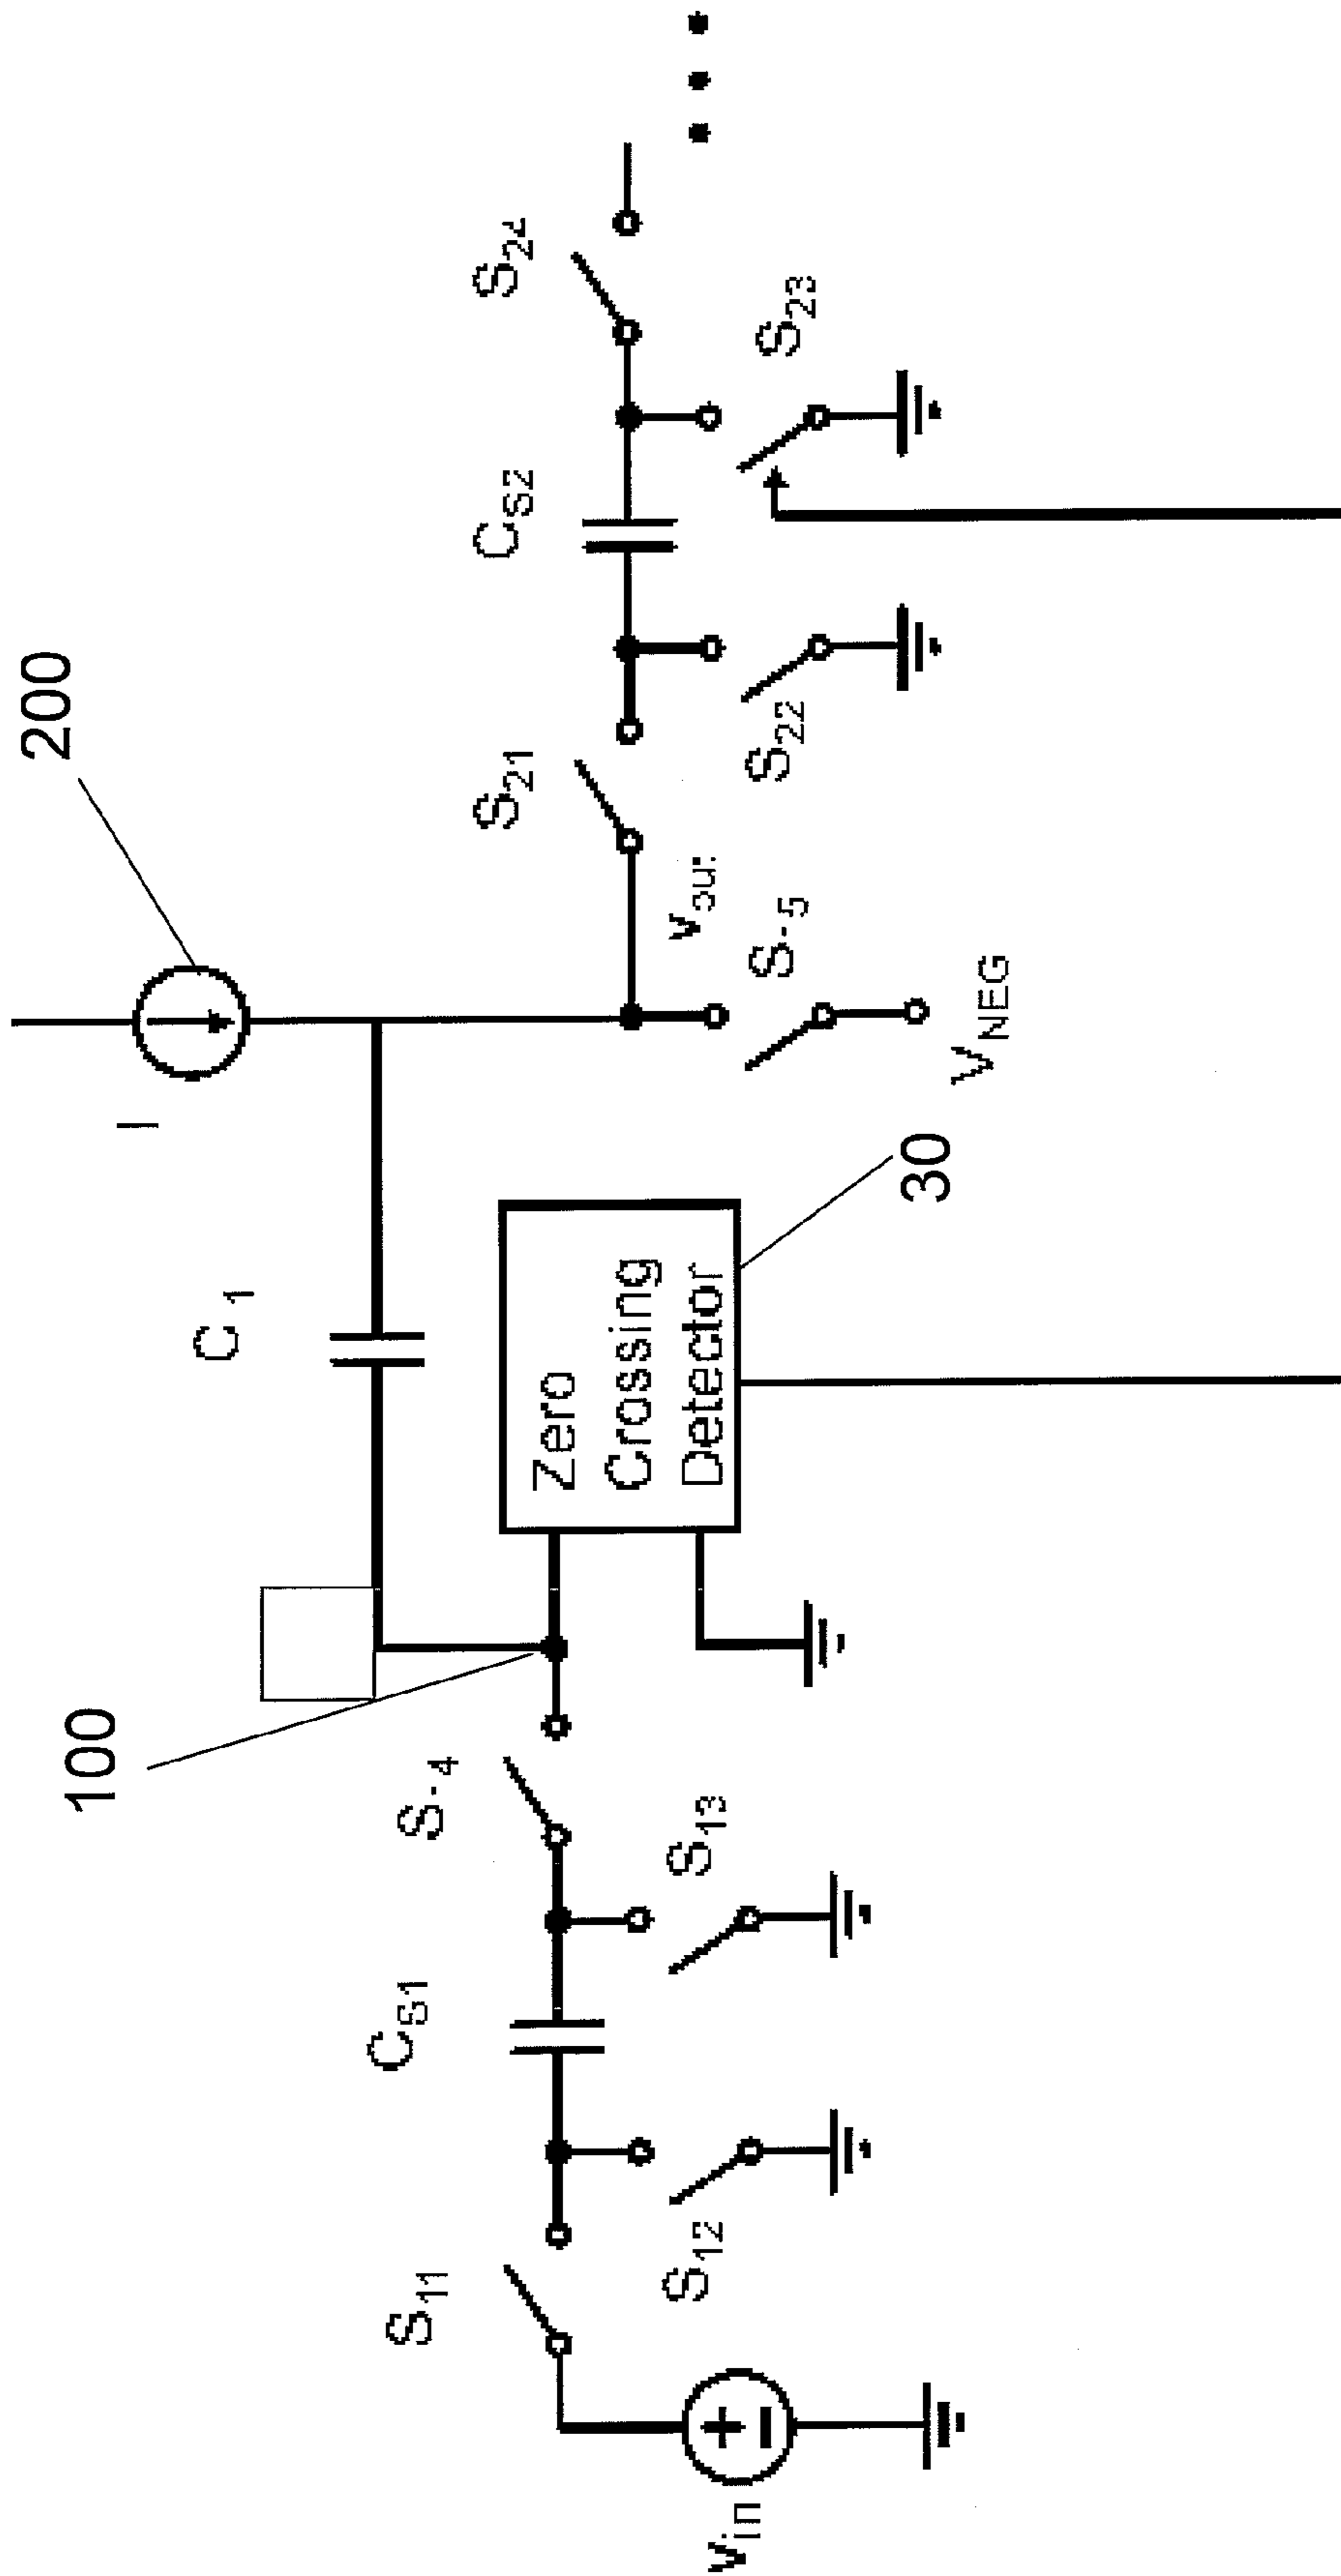 200
I
C 1
100
S24
CS2
S21
S23
S22
vout
S-5
VNEG
Zero
Crossing
Detector
30
S-4
S13
CS1
S11
S12
vin